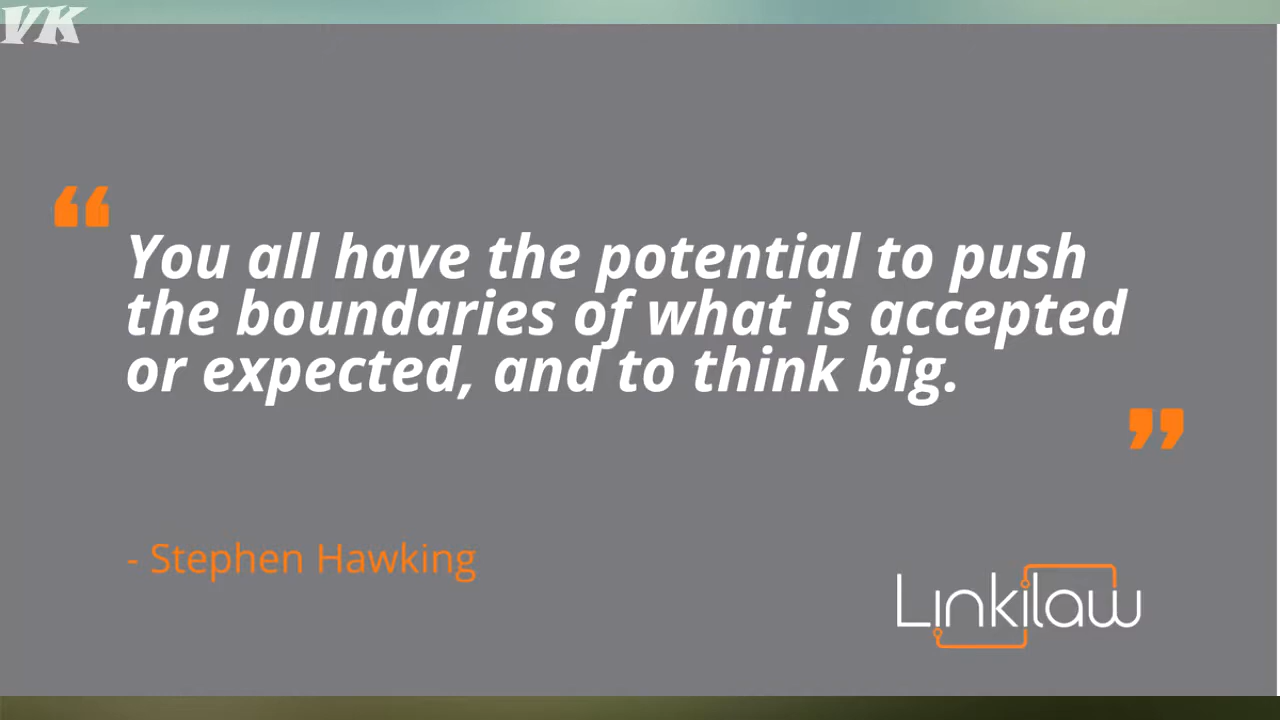 VK
“
You all have the potential to push
the boundaries of what is accepted
or expected, and to think big.
”
- Stephen Hawking
Linkilaw